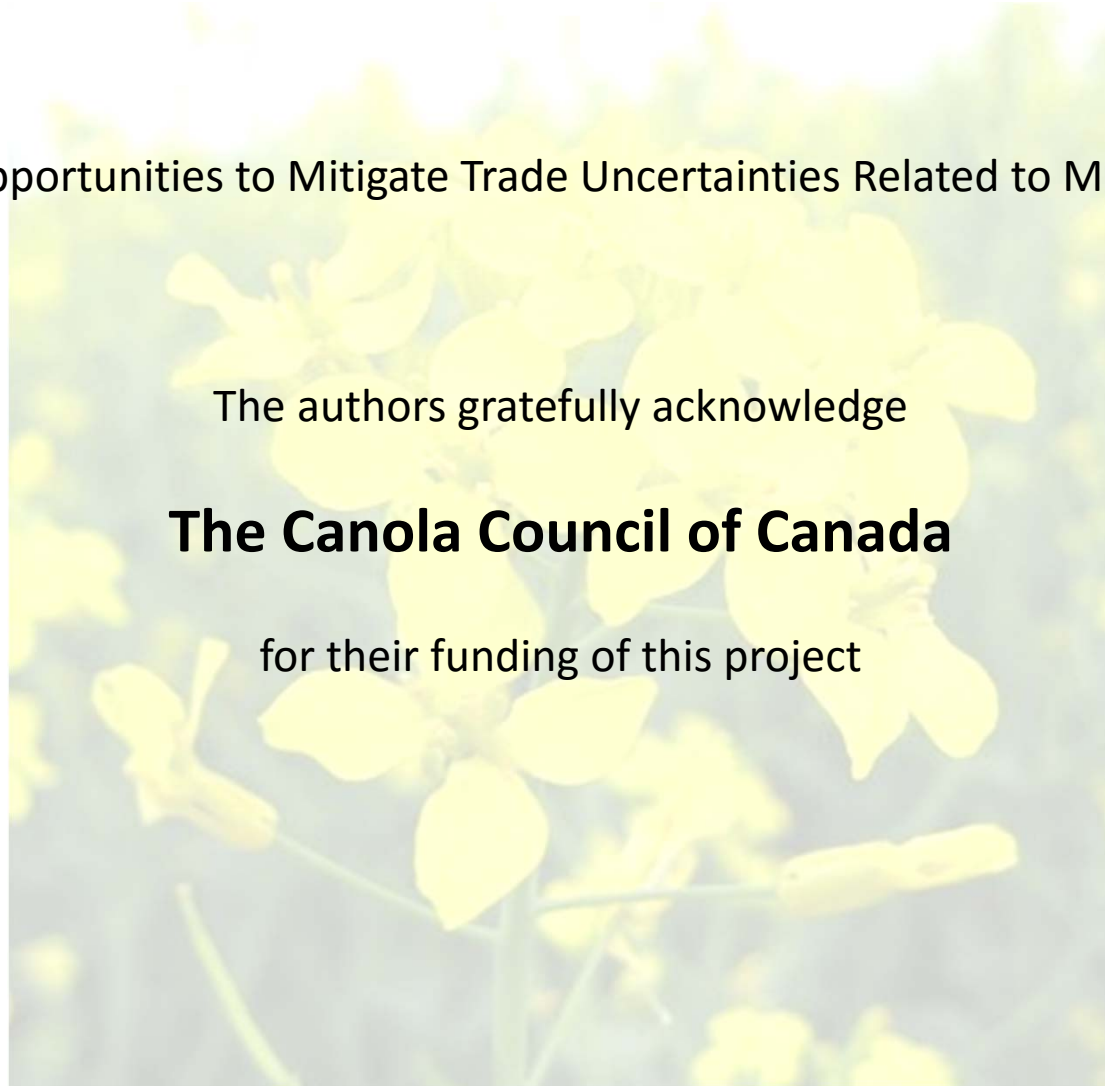 pportunities to Mitigate Trade Uncertainties Related to M
The authors gratefully acknowledge
The Canola Council of Canada
for their funding of this project